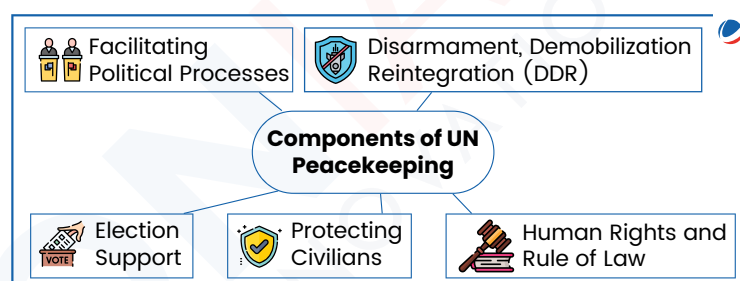 Facilitating
Political Processes
Disarmament, Demobilization
Reintegration (DDR)
Components of UN
Peacekeeping
Election
Support
VOTE
Protecting
Civilians
Human Rights and
Rule of Law